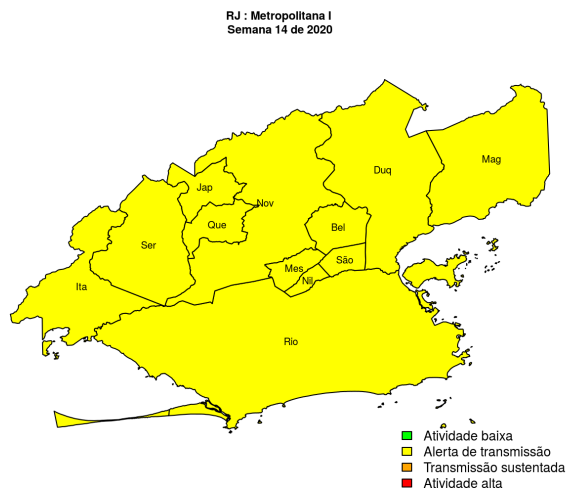 RJ : Metropolitana I
Semana 14 de 2020
Mag
Duq
Jap
Nov
Que
Bel
Ser
São
Mes
Nil
Ita
Rio
Atividade baixa
Alerta de transmissão
Transmissão sustentada
Atividade alta